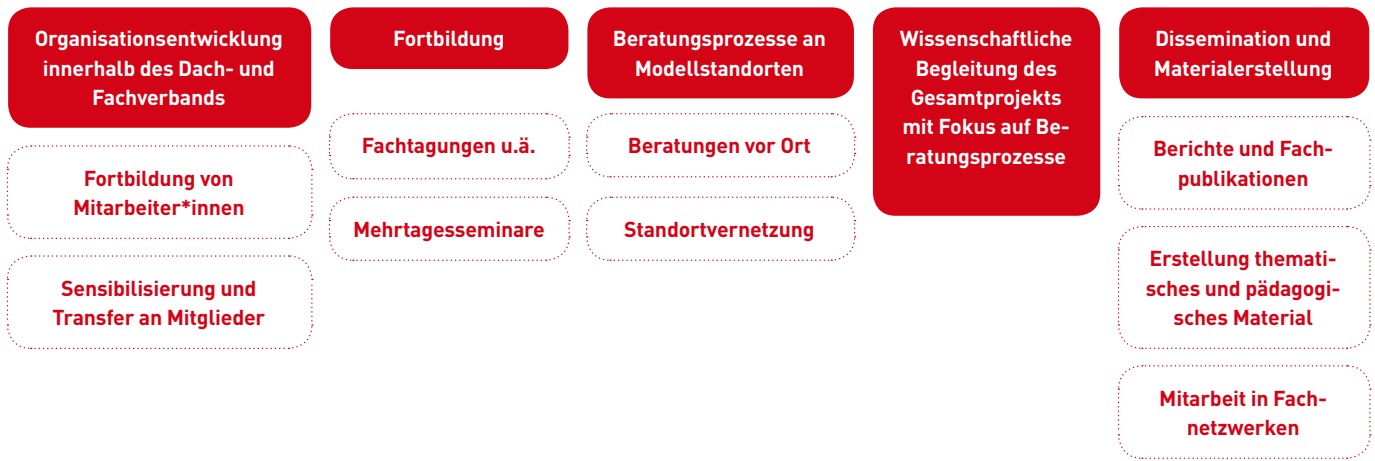 Organisationsentwicklung
innerhalb des Dach- und
Fachverbands
Fortbildung von
Mitarbeiter*innen
Sensibilisierung und
Transfer an Mitglieder
Fortbildung
Fachtagungen u.ä.
Mehrtagesseminare
Beratungsprozesse an
Modellstandorten
Beratungen vor Ort
Standortvernetzung
Wissenschaftliche
Begleitung des
Gesamtprojekts
mit Fokus auf Be-
ratungsprozesse
Dissemination und
Materialerstellung
Berichte und Fach-
publikationen
Erstellung themati-
sches und pädagogi-
sches Material
Mitarbeit in Fach-
netzwerken